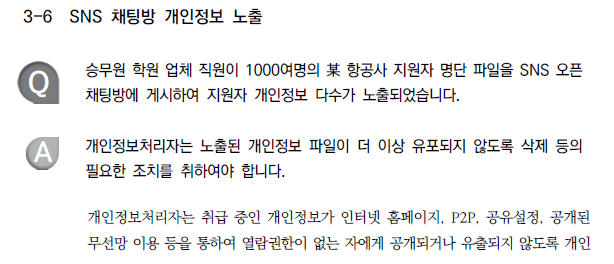 3-6 SNS 채팅방 개인정보 노출
Q 승무원 학원 업체 직원이 1000여명의 某 항공사 지원자 명단 파일을 SNS 오픈
채팅방에 게시하여 지원자 개인정보 다수가 노출되었습니다.
A 개인정보처리자는 노출된 개인정보 파일이 더 이상 유포되지 않도록 삭제 등의
필요한 조치를 취하여야 합니다.
개인정보처리자는 취급 중인 개인정보가 인터넷 홈페이지, P2P, 공유설정, 공개된
무선망 이용 등을 통하여 열람권한이 없는 자에게 공개되거나 유출되지 않도록 개인